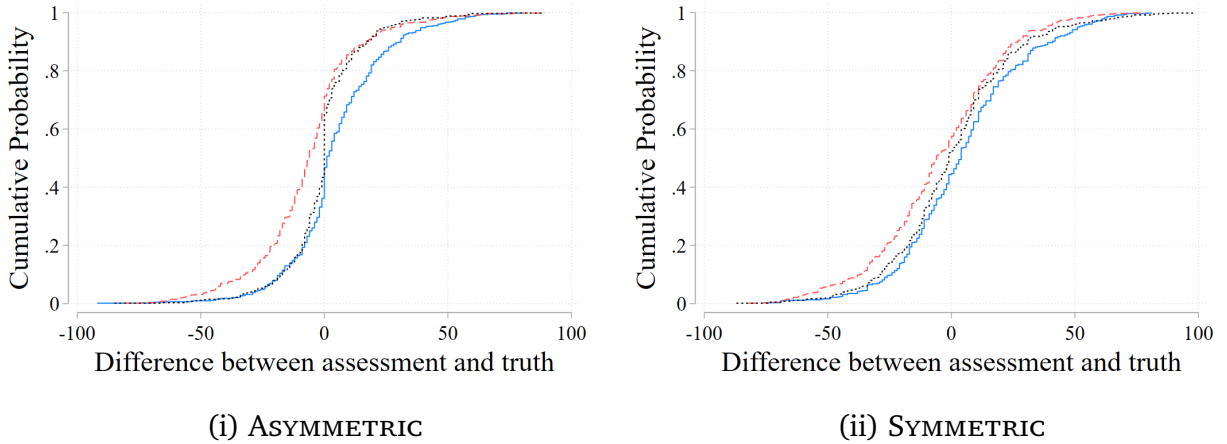 Cumulative Probability
1
.8
.6
.4
.2
0
-100 -50 0 50 100
Difference between assessment and truth
(i) ASYMMETRIC
Cumulative Probability
1
.8
.6
.4
.2
0
-100 -50 0 50 100
Difference between assessment and truth
(ii) SYMMETRIC